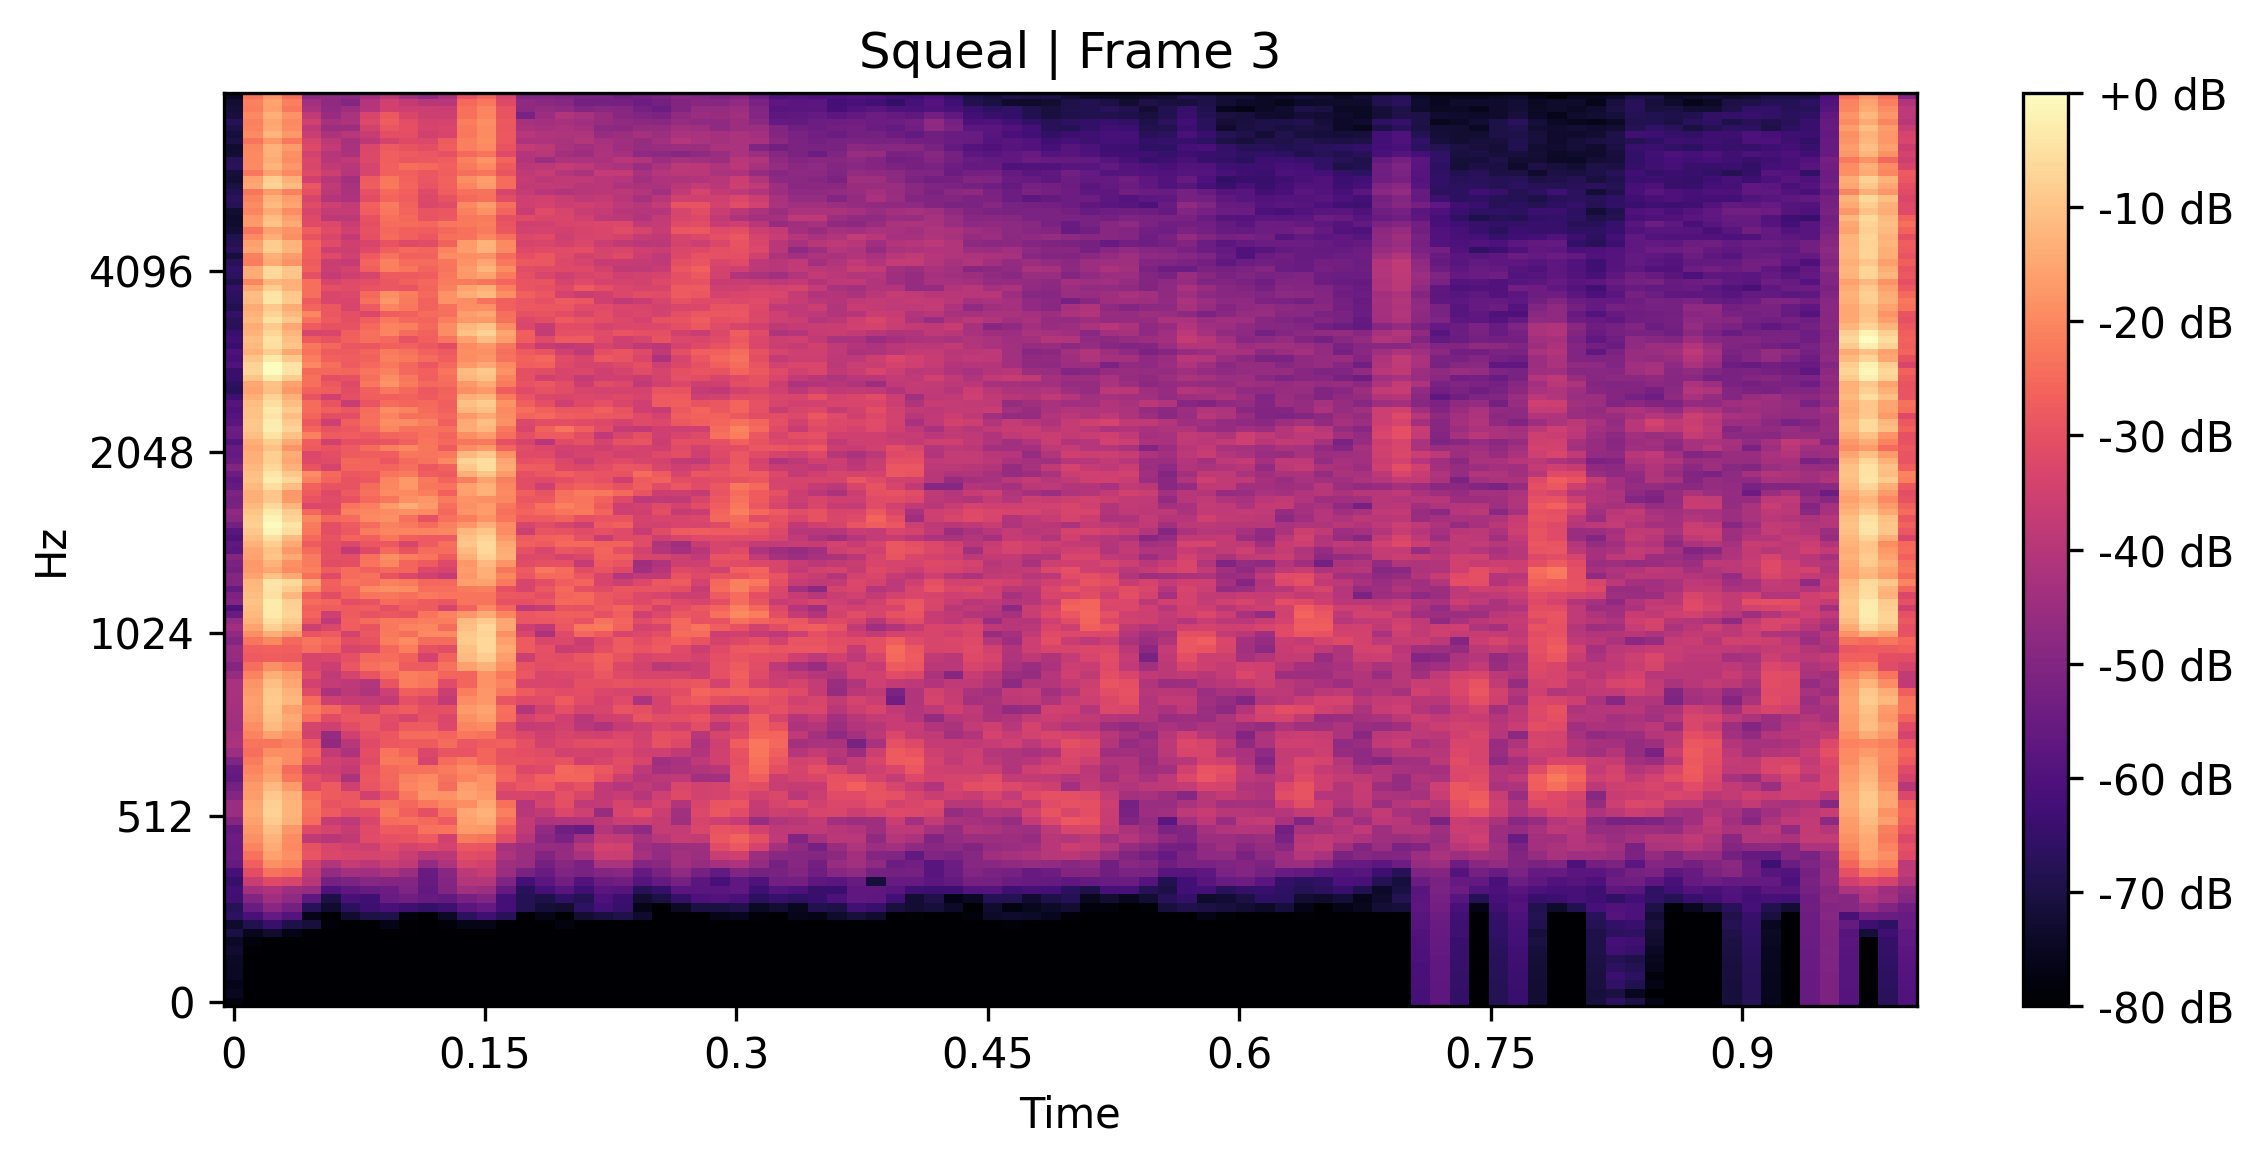 Squeal | Frame 3
+0 dB
-10 dB
-20 dB
-30 dB
-40 dB
-50 dB
-60 dB
-70 dB
-80 dB
Hz
4096
2048
1024
512
0
0 0.15 0.3 0.45 0.6 0.75 0.9
Time